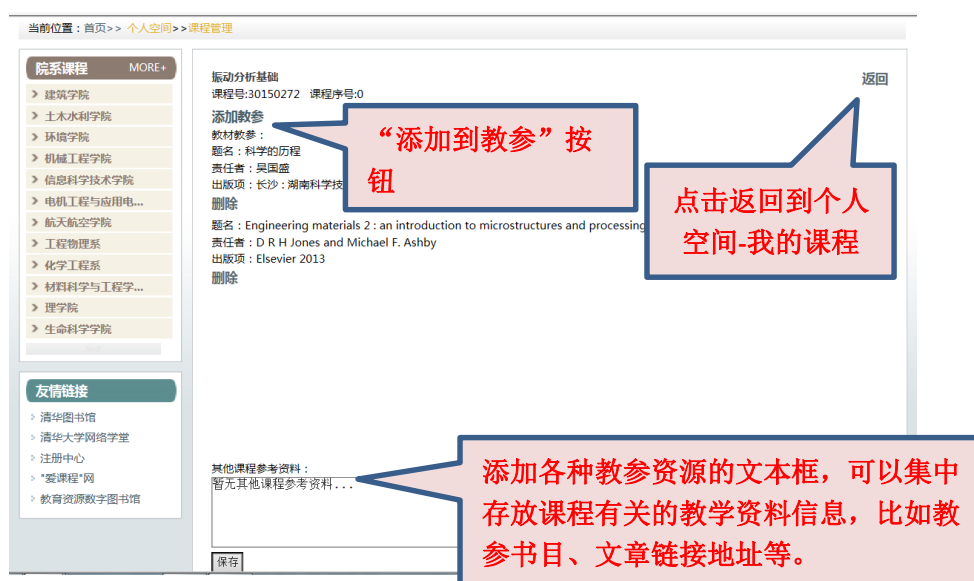 当前位置：首页>> 个人空间>>课程管理
院系课程 MORE+
建筑学院
土木水利学院
环境学院
机械工程学院
信息科学技术学院
电机工程与应用电...
航天航空学院
工程物理系
化学工程系
材料科学与工程学...
理学院
生命科学学院
友情链接
清华图书馆
清华大学网络学堂
注册中心
"爱课程"网
教育资源数字图书馆
振动分析基础
返回
课程号:30150272 课程序号:0
添加教参
教材教参：
题名：科学的历程
责任者：吴国盛
出版项：长沙：湖南科学技
删除
题名：Engineering materials 2 : an introduction to microstructures and processing
责任者：D R H Jones and Michael F. Ashby
出版项：Elsevier 2013
删除
“添加到教参”按
钮
点击返回到个人
空间-我的课程
其他课程参考资料：
暂无其他课程参考资料...
保存
添加各种教参资源的文本框，可以集中
存放课程有关的教学资料信息，比如教
参书目、文章链接地址等。